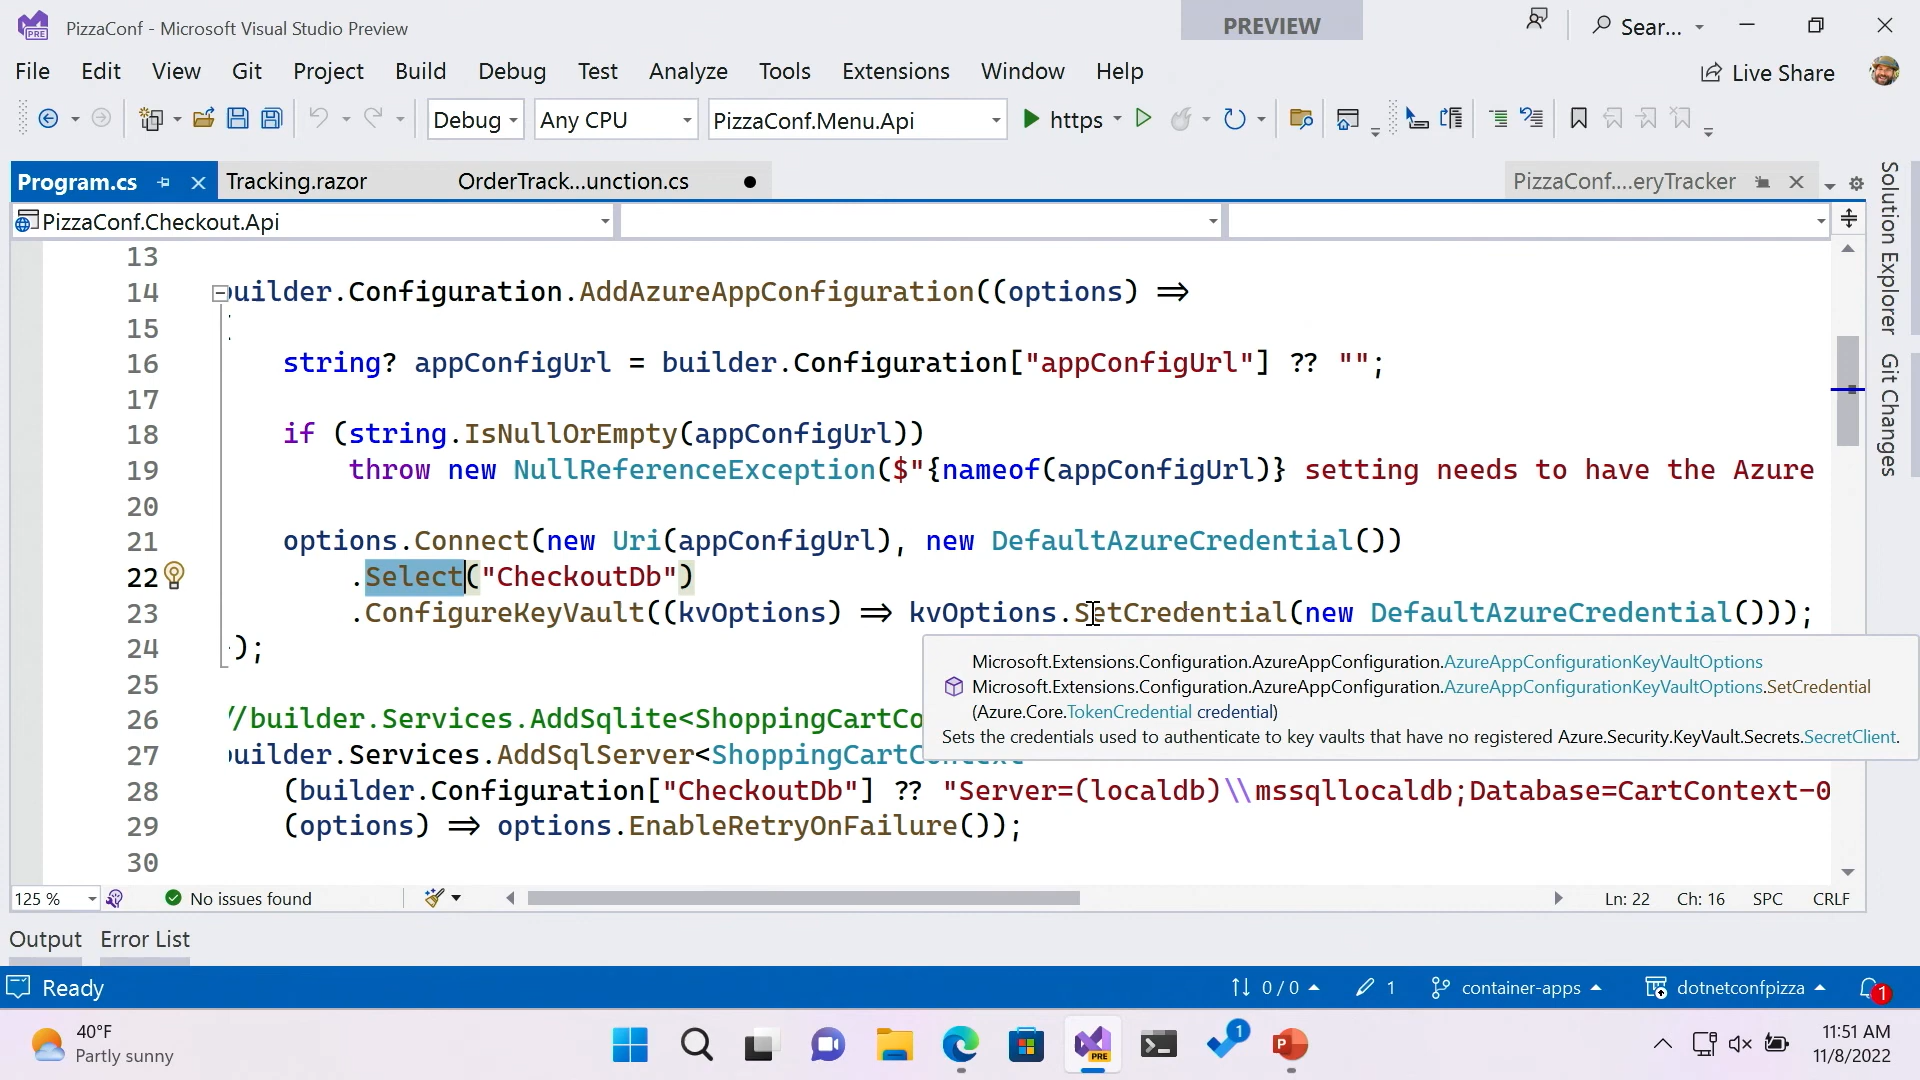 PizzaConf - Microsoft Visual Studio Preview
PREVIEW
Sear...
File Edit View Git Project Build Debug Test Analyze Tools Extensions Window Help
Live Share
Debug
Any CPU
PizzaConf.Menu.Api
https
Program.cs
Tracking.razor
OrderTrack...unction.cs
PizzaConf....eryTracker
PizzaConf.Checkout.Api
Solution Explorer
Git Changes
13
14 builder.Configuration.AddAzureAppConfiguration((options) =>
15
16 string? appConfigUrl = builder.Configuration["appConfigUrl"] ?? "";
17
18 if (string.IsNullOrEmpty(appConfigUrl))
19 throw new NullReferenceException($"{nameof(appConfigUrl)} setting needs to have the Azure
20
21 options.Connect(new Uri(appConfigUrl), new DefaultAzureCredential())
22 .Select("CheckoutDb")
23 .ConfigureKeyVault((kvOptions) => kvOptions.SetCredential(new DefaultAzureCredential()));
24 });
25
26 //builder.Services.AddSqlite<ShoppingCartCo
27 builder.Services.AddSqlServer<ShoppingCartContext
28 (builder.Configuration["CheckoutDb"] ?? "Server=(localdb)\\mssqllocaldb;Database=CartContext-0
29 (options) => options.EnableRetryOnFailure());
30
Microsoft.Extensions.Configuration.AzureAppConfiguration.AzureAppConfigurationKeyVaultOptions
Microsoft.Extensions.Configuration.AzureAppConfiguration.AzureAppConfigurationKeyVaultOptions.SetCredential
(Azure.Core.TokenCredential credential)
Sets the credentials used to authenticate to key vaults that have no registered Azure.Security.KeyVault.Secrets.SecretClient.
125 %
No issues found
Ln: 22 Ch: 16 SPC CRLF
Output Error List
Ready
0 / 0
1
container-apps
dotnetconfpizza
1
40°F
Partly sunny
PRE
1
11:51 AM
11/8/2022